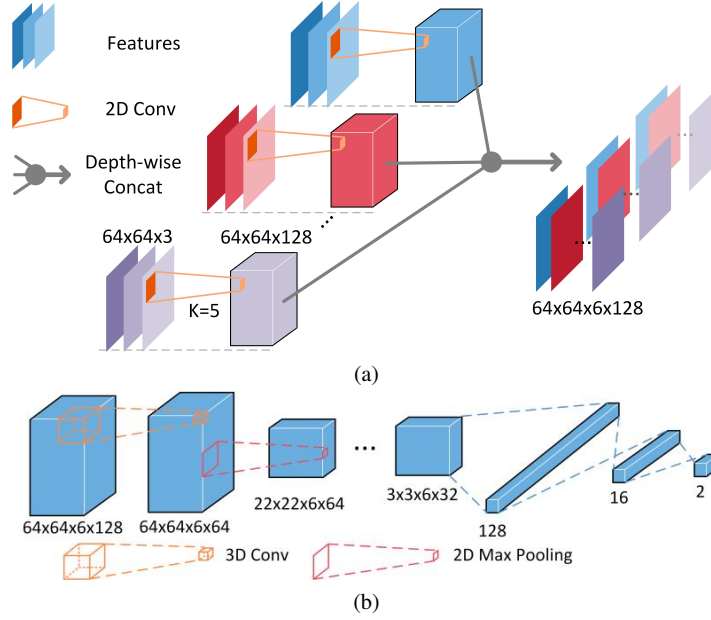 Features
2D Conv
Depth-wise
Concat
64x64x3
64x64x128
...
K=5
...
...
...
64x64x6x128
(a)
64x64x6x128
64x64x6x64
22x22x6x64
...
3x3x6x32
128
16
2
3D Conv
2D Max Pooling
(b)